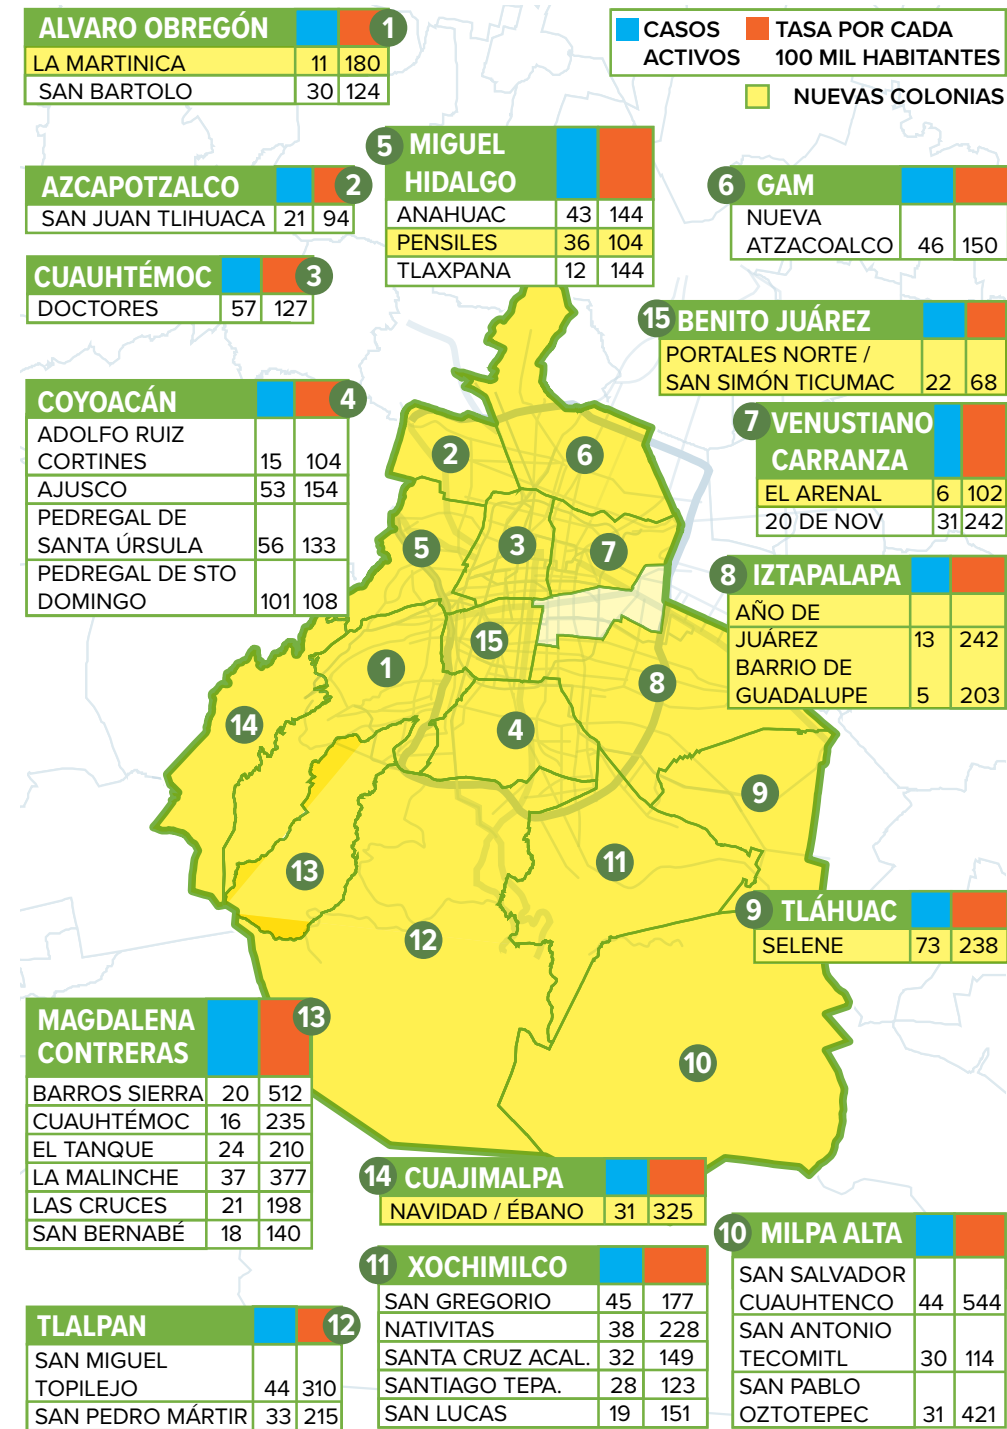 ALVARO OBREGÓN 1
LA MARTINICA 11 180
SAN BARTOLO 30 124
CASOS
ACTIVOS
TASA POR CADA
100 MIL HABITANTES
NUEVAS COLONIAS
AZCAPOTZALCO 2
SAN JUAN TLIHUACA 21 94
CUAUHTÉMOC 3
DOCTORES 57 127
5 MIGUEL
HIDALGO
ANAHUAC 43 144
PENSILES 36 104
TLAXPANA 12 144
6 GAM
NUEVA
ATZACOALCO 46 150
15 BENITO JUÁREZ
PORTALES NORTE /
SAN SIMÓN TICUMAC 22 68
COYOACÁN 4
ADOLFO RUIZ
CORTINES 15 104
AJUSCO 53 154
PEDREGAL DE
SANTA ÚRSULA 56 133
PEDREGAL DE STO
DOMINGO 101 108
7 VENUSTIANO
CARRANZA
EL ARENAL 6 102
20 DE NOV 31 242
8 IZTAPALAPA
AÑO DE
JUÁREZ 13 242
BARRIO DE
GUADALUPE 5 203
2
6
5
3
7
15
1
8
14
4
9
13
11
12
10
9 TLÁHUAC
SELENE 73 238
MAGDALENA 13
CONTRERAS
BARROS SIERRA 20 512
CUAUHTÉMOC 16 235
EL TANQUE 24 210
LA MALINCHE 37 377
LAS CRUCES 21 198
SAN BERNABÉ 18 140
14 CUAJIMALPA
NAVIDAD / ÉBANO 31 325
TLALPAN 12
SAN MIGUEL
TOPILEJO 44 310
SAN PEDRO MÁRTIR 33 215
11 XOCHIMILCO
SAN GREGORIO 45 177
NATIVITAS 38 228
SANTA CRUZ ACAL. 32 149
SANTIAGO TEPA. 28 123
SAN LUCAS 19 151
10 MILPA ALTA
SAN SALVADOR
CUAUHTENCO 44 544
SAN ANTONIO
TECOMITL 30 114
SAN PABLO
OZTOTEPEC 31 421